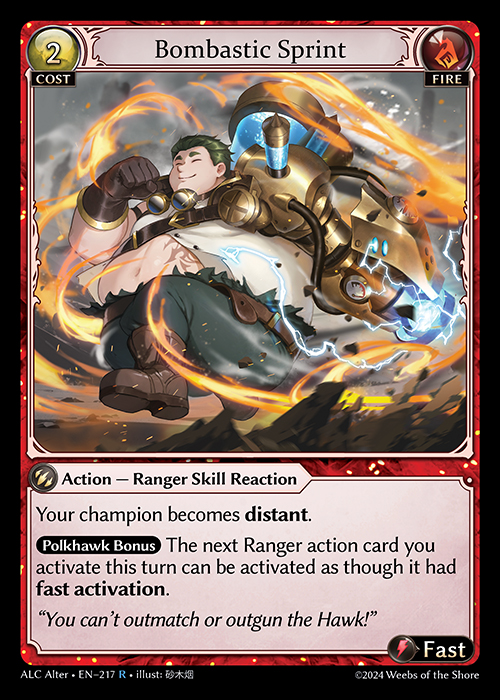 2
Bombastic Sprint
COST
FIRE
Action — Ranger Skill Reaction
Your champion becomes distant.
Polkhawk Bonus The next Ranger action card you
activate this turn can be activated as though it had
fast activation.
“You can’t outmatch or outgun the Hawk!”
Fast
ALC Alter • EN–217 R • illust: 砂木烟
©2024 Weebs of the Shore